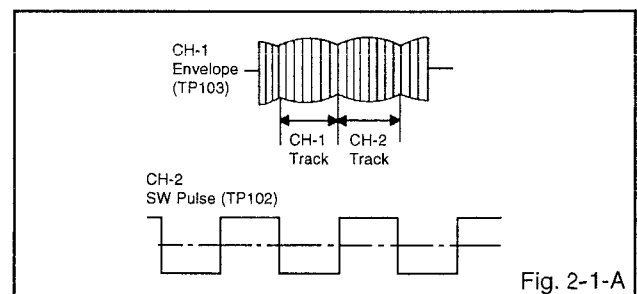 CH-1
Envelope
(TP103)
CH-1
Track
CH-2
Track
CH-2
SW Pulse (TP102)
Fig. 2-1-A